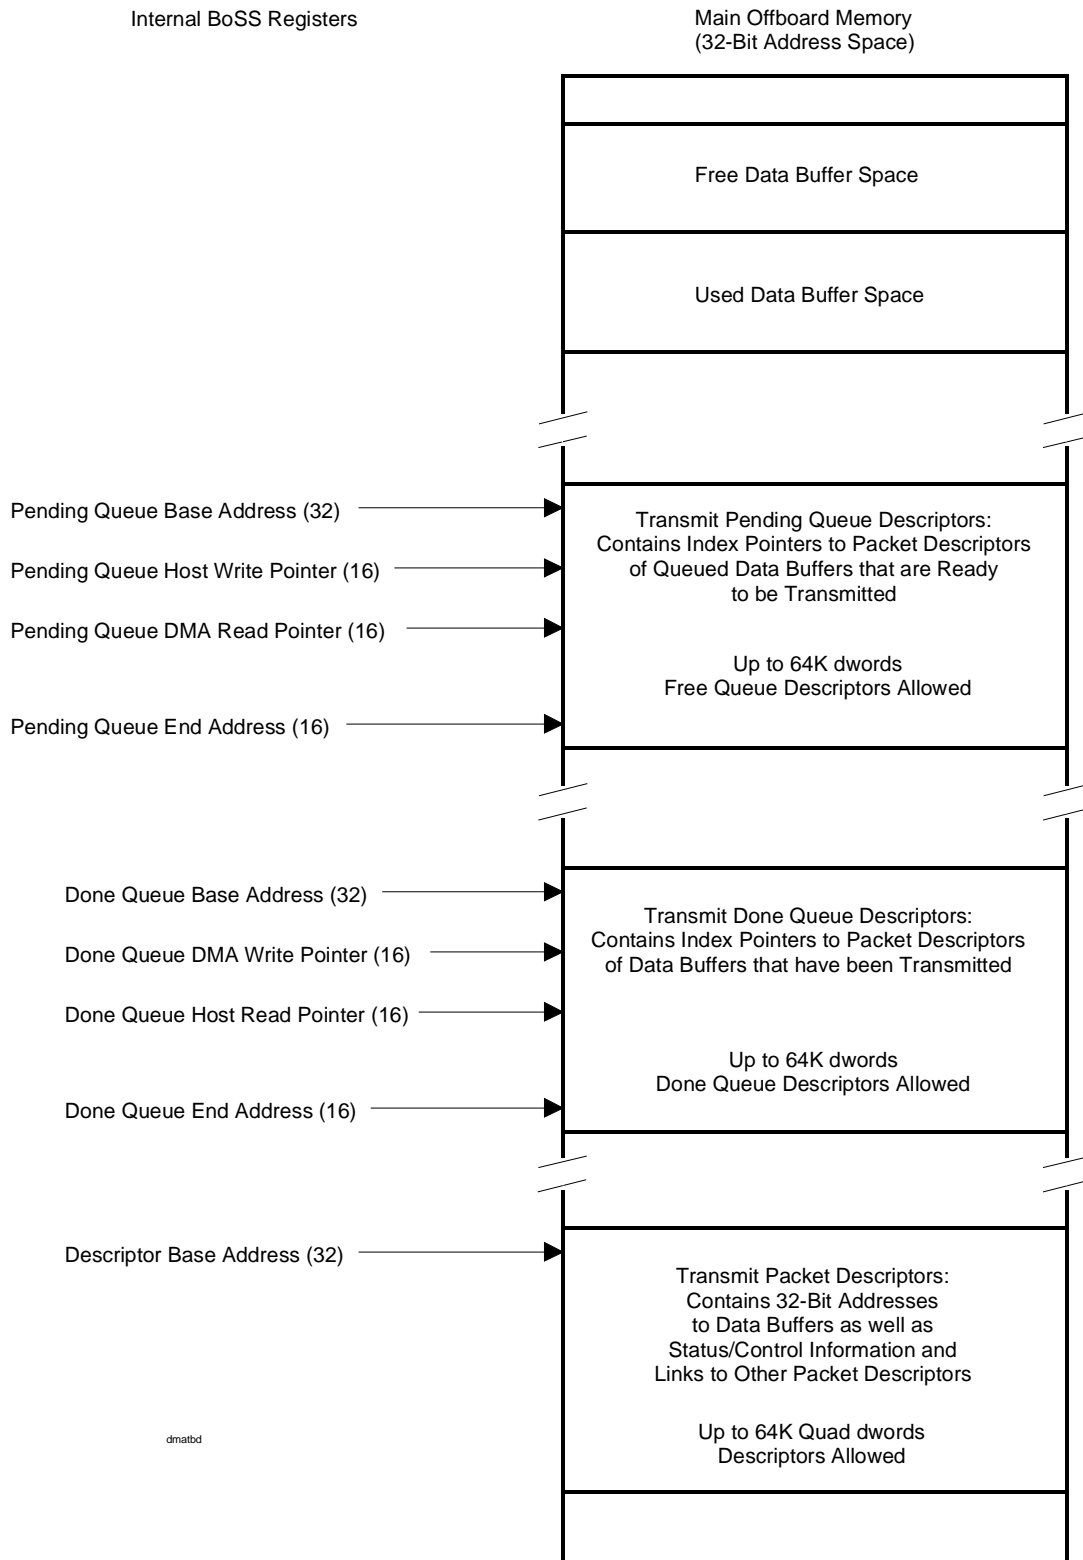 Internal BoSS Registers
Main Offboard Memory
(32-Bit Address Space)
Free Data Buffer Space
Used Data Buffer Space
Pending Queue Base Address (32)
Pending Queue Host Write Pointer (16)
Pending Queue DMA Read Pointer (16)
Pending Queue End Address (16)
Transmit Pending Queue Descriptors:
Contains Index Pointers to Packet Descriptors
of Queued Data Buffers that are Ready
to be Transmitted
Up to 64K dwords
Free Queue Descriptors Allowed
Done Queue Base Address (32)
Done Queue DMA Write Pointer (16)
Done Queue Host Read Pointer (16)
Done Queue End Address (16)
Transmit Done Queue Descriptors:
Contains Index Pointers to Packet Descriptors
of Data Buffers that have been Transmitted
Up to 64K dwords
Done Queue Descriptors Allowed
Descriptor Base Address (32)
Transmit Packet Descriptors:
Contains 32-Bit Addresses
to Data Buffers as well as
Status/Control Information and
Links to Other Packet Descriptors
Up to 64K Quad dwords
Descriptors Allowed
dmatbd